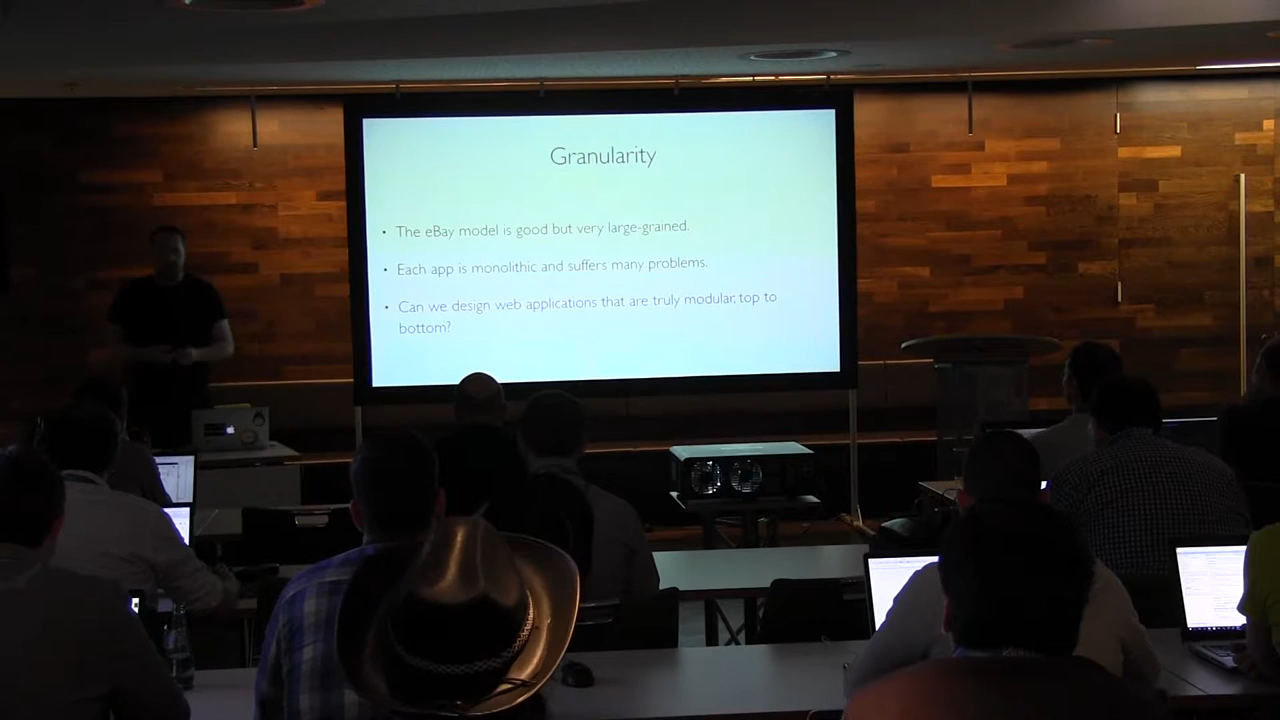 Granularity
• The eBay model is good but very large-grained.
• Each app is monolithic and suffers many problems.
• Can we design web applications that are truly modular, top to
bottom?